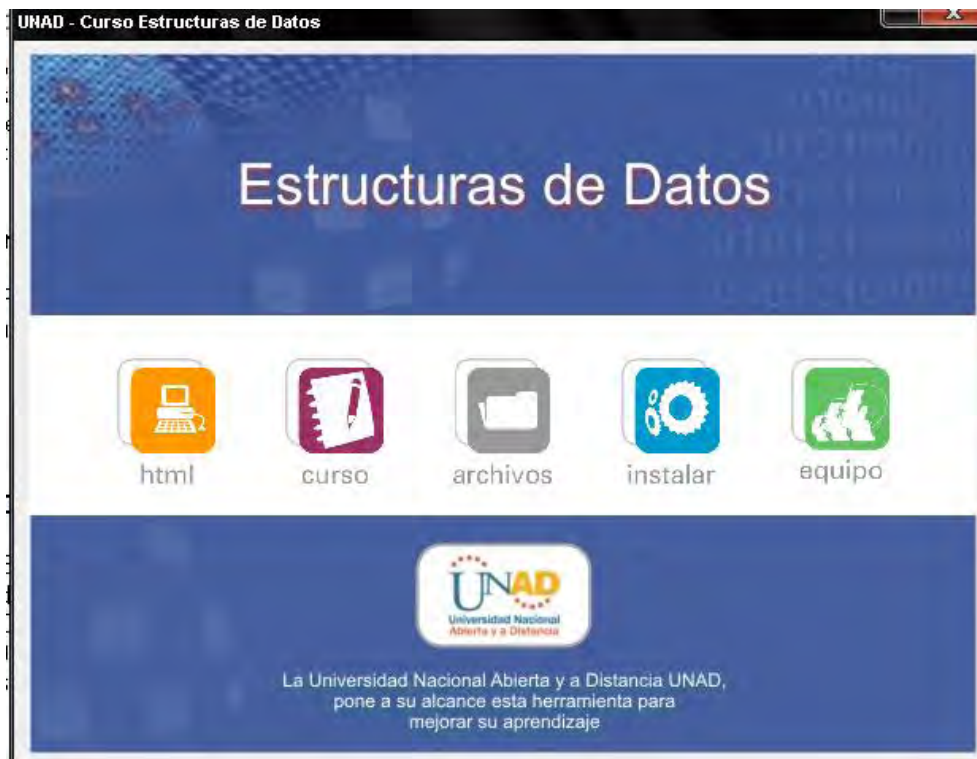 UNAD - Curso Estructuras de Datos
Estructuras de Datos
html
curso
archivos
instalar
equipo
UNAD
Universidad Nacional
Abierta y a Distancia
La Universidad Nacional Abierta y a Distancia UNAD,
pone a su alcance esta herramienta para
mejorar su aprendizaje